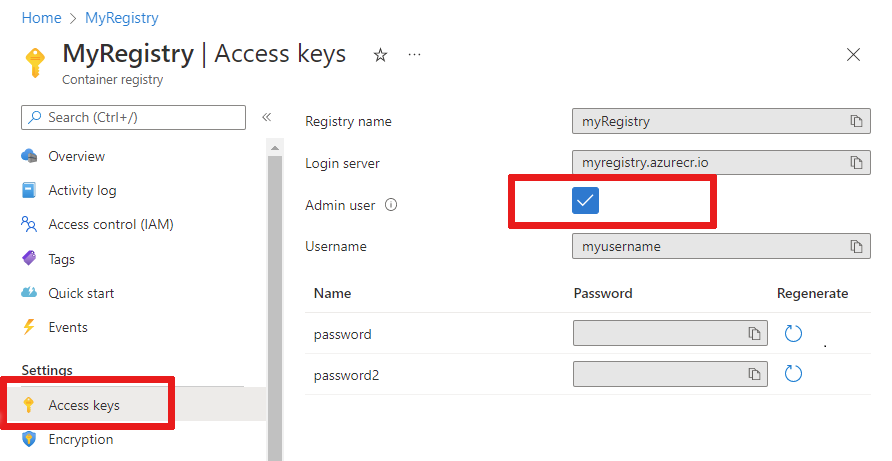 Home > MyRegistry
MyRegistry | Access keys ☆ ...
Container registry
Search (Ctrl+/) «
Overview
Activity log
Access control (IAM)
Tags
Quick start
Events
Settings
Access keys
Encryption
Registry name myRegistry
Login server myregistry.azurecr.io
Admin user
Username myusername
Name Password Regenerate
password .
password2